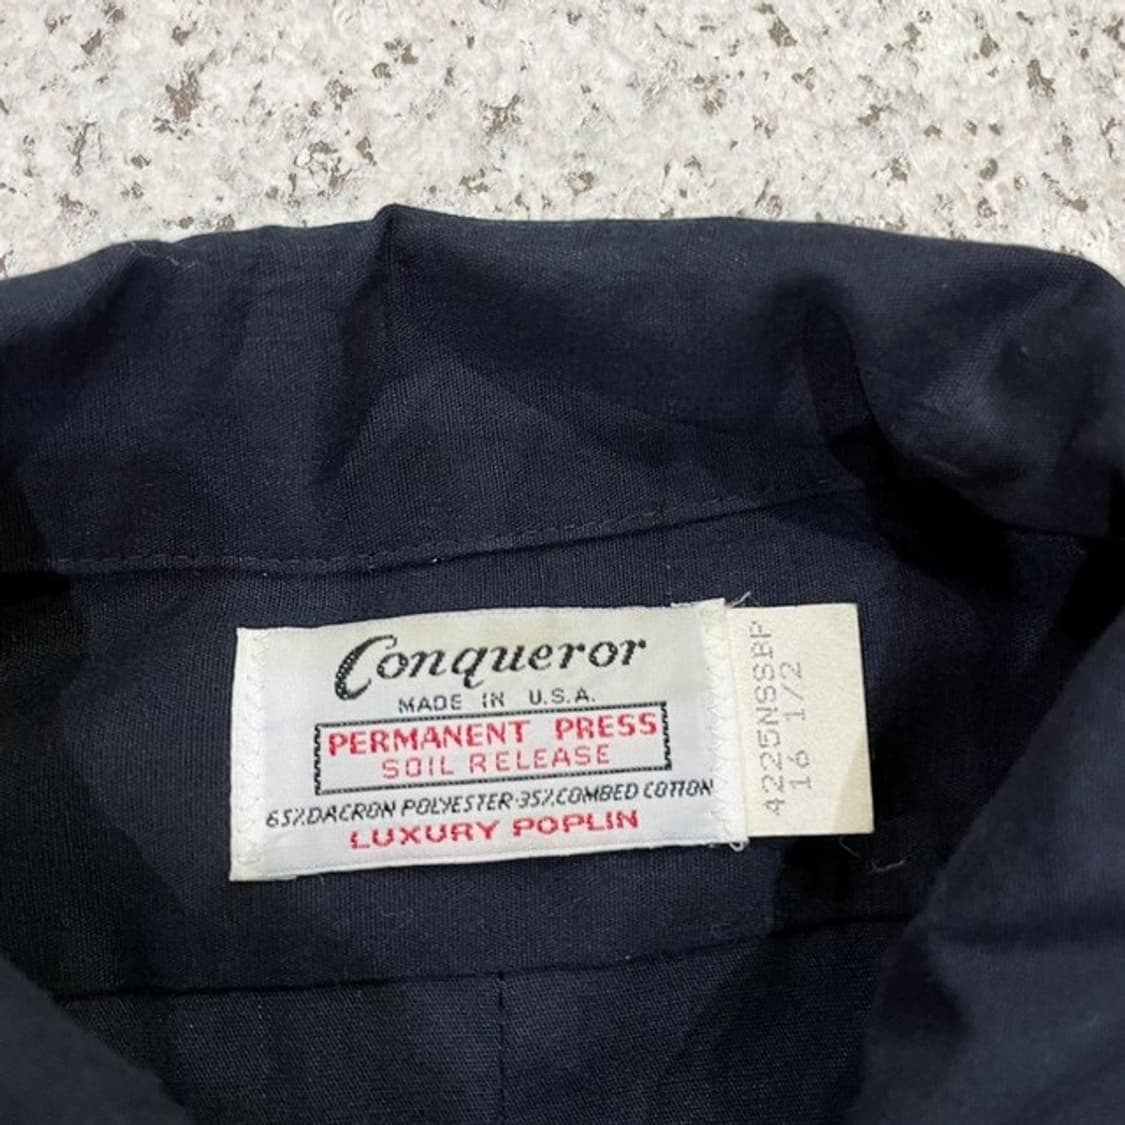 Conqueror
MADE IN U.S.A.
PERMANENT PRESS
SOIL RELEASE
65% DACRON POLYESTER-35% COMBED COTTON
LUXURY POPLIN
4225NSSBP
16 1/2